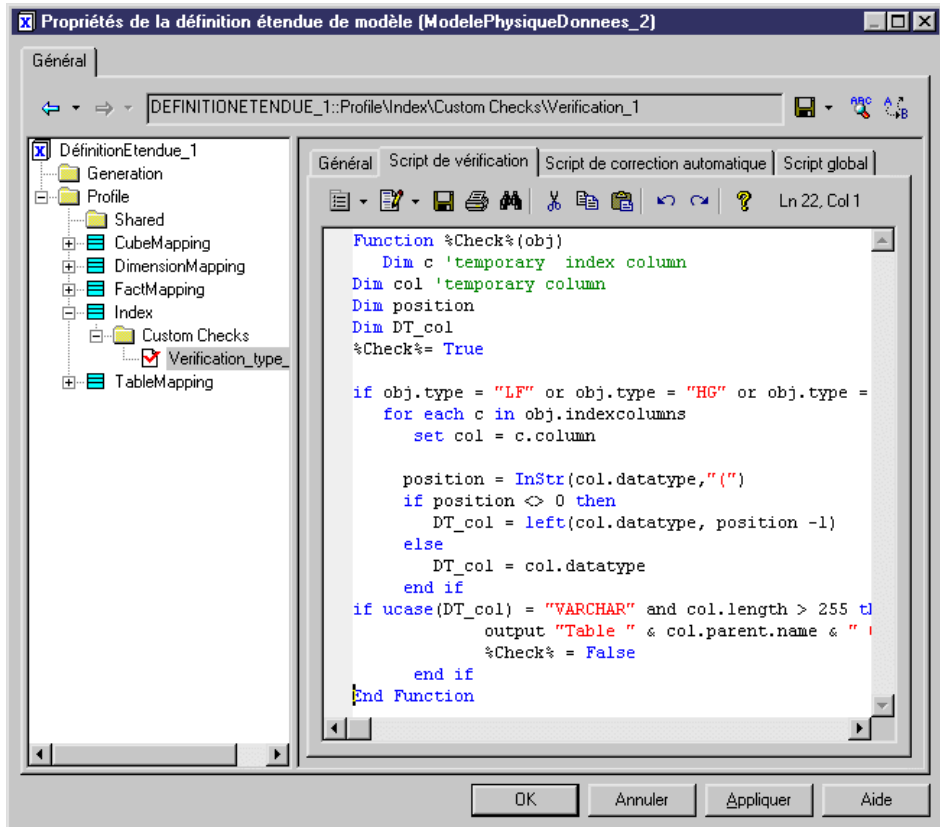 Propriétés de la définition étendue de modèle (ModelePhysiqueDonnees_2)
Général
DEFINITIONETENDUE_1::Profile\Index\Custom Checks\Verification_1
DéfinitionEtendue_1
Generation
Profile
Shared
CubeMapping
DimensionMapping
FactMapping
Index
Custom Checks
Verification_type_
TableMapping
Général Script de vérification Script de correction automatique Script global
Ln 22, Col 1
Function %Check%(obj)
Dim c 'temporary index column
Dim col 'temporary column
Dim position
Dim DT_col
%Check%= True
if obj.type = "LF" or obj.type = "HG" or obj.type =
for each c in obj.indexcolumns
set col = c.column
position = InStr(col.datatype,"(")
if position <> 0 then
DT_col = left(col.datatype, position -1)
else
DT_col = col.datatype
end if
if ucase(DT_col) = "VARCHAR" and col.length > 255
output "Table " & col.parent.name & "
%Check% = False
end if
End Function
OK Annuler Appliquer Aide